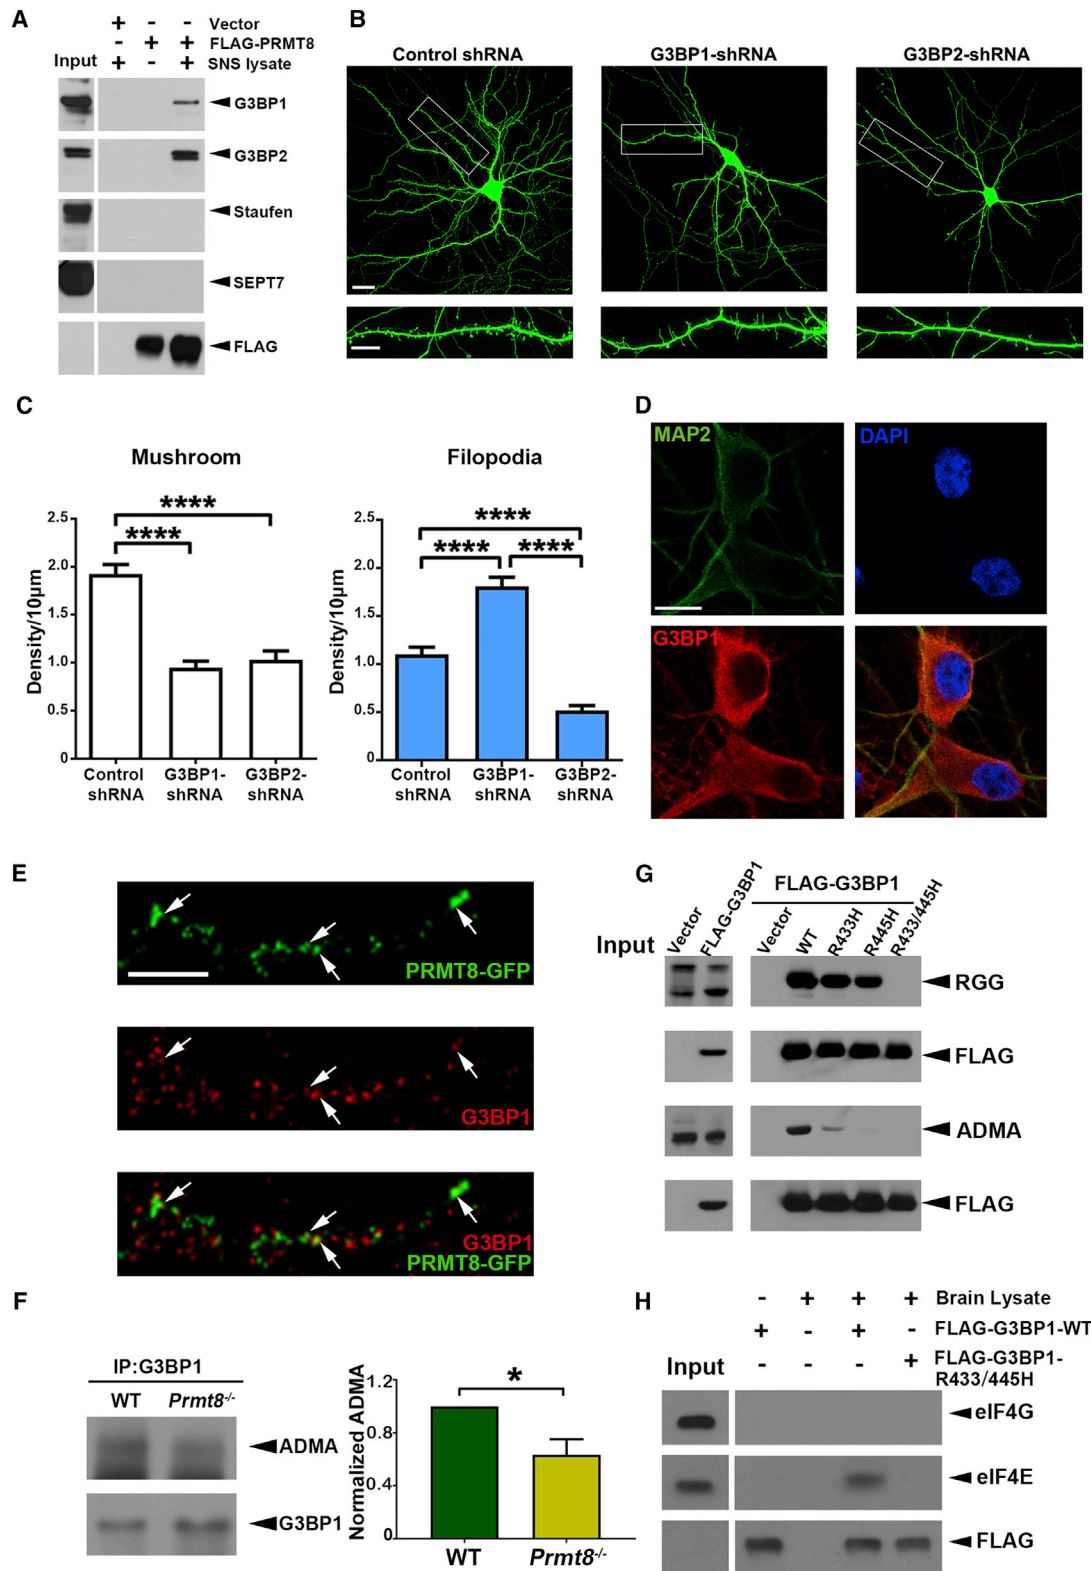 A
+ - - Vector
- + + FLAG-PRMT8
Input + - + SNS lysate
G3BP1
G3BP2
Staufen
SEPT7
FLAG
B
Control shRNA G3BP1-shRNA G3BP2-shRNA
C
Mushroom
****
****
Density/10μm
2.5
2.0
1.5
1.0
0.5
0
Control shRNA
G3BP1-shRNA
G3BP2-shRNA
Filopodia
****
**** ****
Density/10μm
2.5
2.0
1.5
1.0
0.5
0
Control shRNA
G3BP1-shRNA
G3BP2-shRNA
D
MAP2 DAPI
G3BP1
E
PRMT8-GFP
G3BP1
G3BP1
PRMT8-GFP
F
IP:G3BP1
WT Prmt8-/-
ADMA
G3BP1
Normalized ADMA
1.2
0.8
0.4
0
*
WT Prmt8-/-
G
FLAG-G3BP1
Input Vector FLAG-G3BP1 Vector WT R433H R445H R433/445H
RGG
FLAG
ADMA
FLAG
H
- + + + Brain Lysate
+ - + - FLAG-G3BP1-WT
Input - - - + FLAG-G3BP1-
R433/445H
eIF4G
eIF4E
FLAG